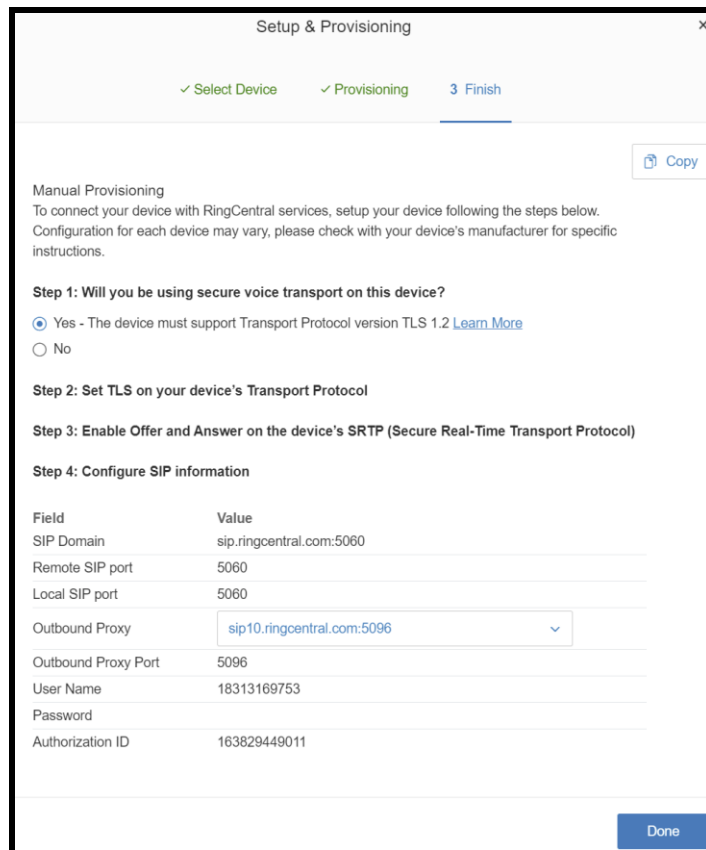 Setup & Provisioning
×
✓ Select Device ✓ Provisioning 3 Finish
Copy
Manual Provisioning
To connect your device with RingCentral services, setup your device following the steps below.
Configuration for each device may vary, please check with your device's manufacturer for specific
instructions.
Step 1: Will you be using secure voice transport on this device?
Yes - The device must support Transport Protocol version TLS 1.2 Learn More
No
Step 2: Set TLS on your device's Transport Protocol
Step 3: Enable Offer and Answer on the device's SRTP (Secure Real-Time Transport Protocol)
Step 4: Configure SIP information
Field Value
SIP Domain sip.ringcentral.com:5060
Remote SIP port 5060
Local SIP port 5060
Outbound Proxy sip10.ringcentral.com:5096
Outbound Proxy Port 5096
User Name 18313169753
Password
Authorization ID 163829449011
Done